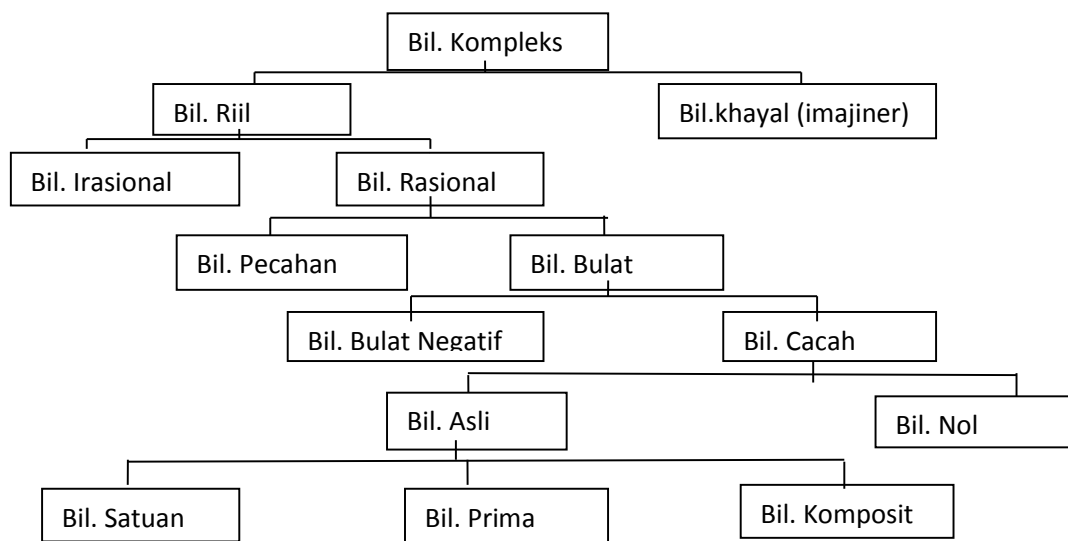 Bil. Kompleks
Bil. Riil
Bil.khayal (imajiner)
Bil. Irasional
Bil. Rasional
Bil. Pecahan
Bil. Bulat
Bil. Bulat Negatif
Bil. Cacah
Bil. Asli
Bil. Nol
Bil. Satuan
Bil. Prima
Bil. Komposit